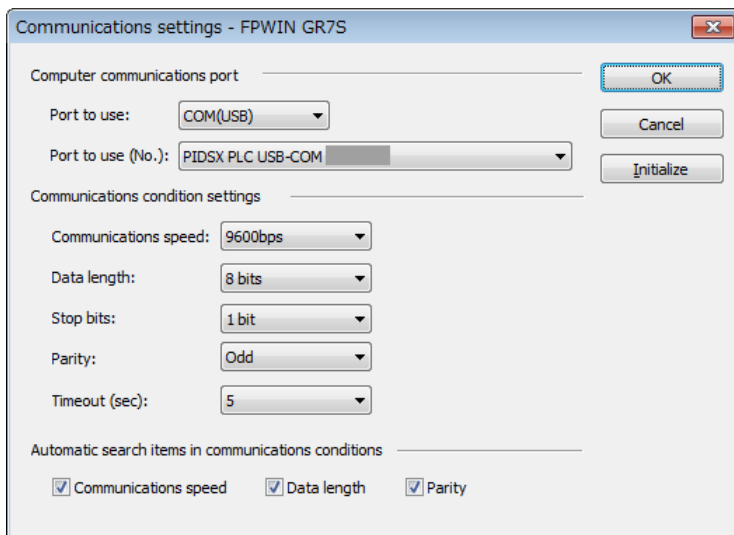 Communications settings - FPWIN GR7S
Computer communications port
OK
Port to use: COM(USB)
Cancel
Port to use (No.): PIDSX PLC USB-COM
Initialize
Communications condition settings
Communications speed: 9600bps
Data length: 8 bits
Stop bits: 1 bit
Parity: Odd
Timeout (sec): 5
Automatic search items in communications conditions
Communications speed Data length Parity